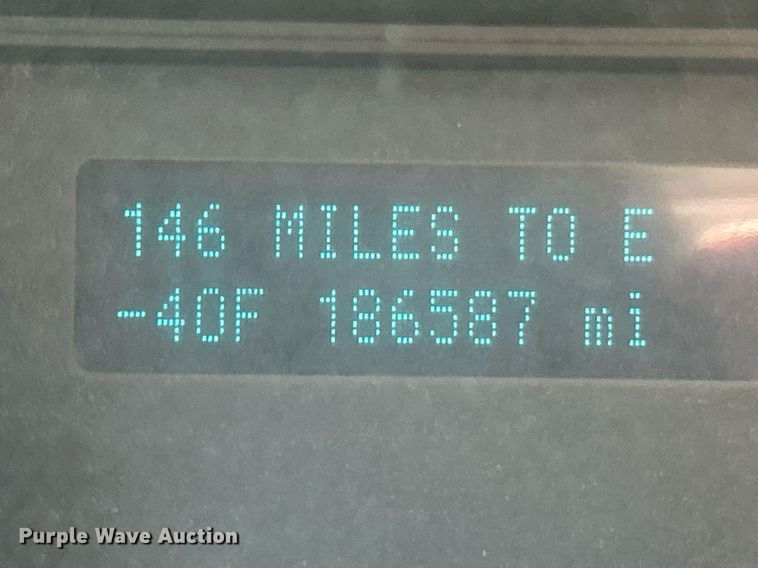 146 MILES TO E
-40F 186587 mi
Purple Wave Auction